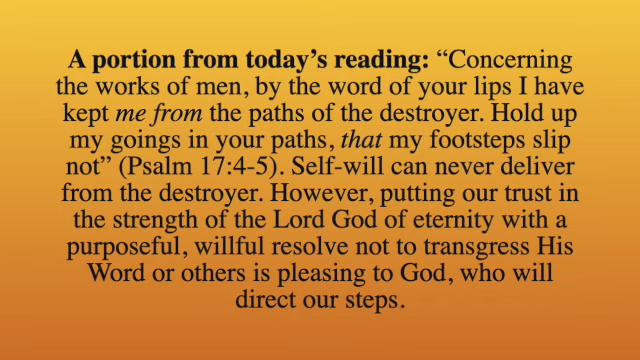 A portion from today’s reading: “Concerning
the works of men, by the word of your lips I have
kept me from the paths of the destroyer. Hold up
my goings in your paths, that my footsteps slip
not” (Psalm 17:4-5). Self-will can never deliver
from the destroyer. However, putting our trust in
the strength of the Lord God of eternity with a
purposeful, willful resolve not to transgress His
Word or others is pleasing to God, who will
direct our steps.